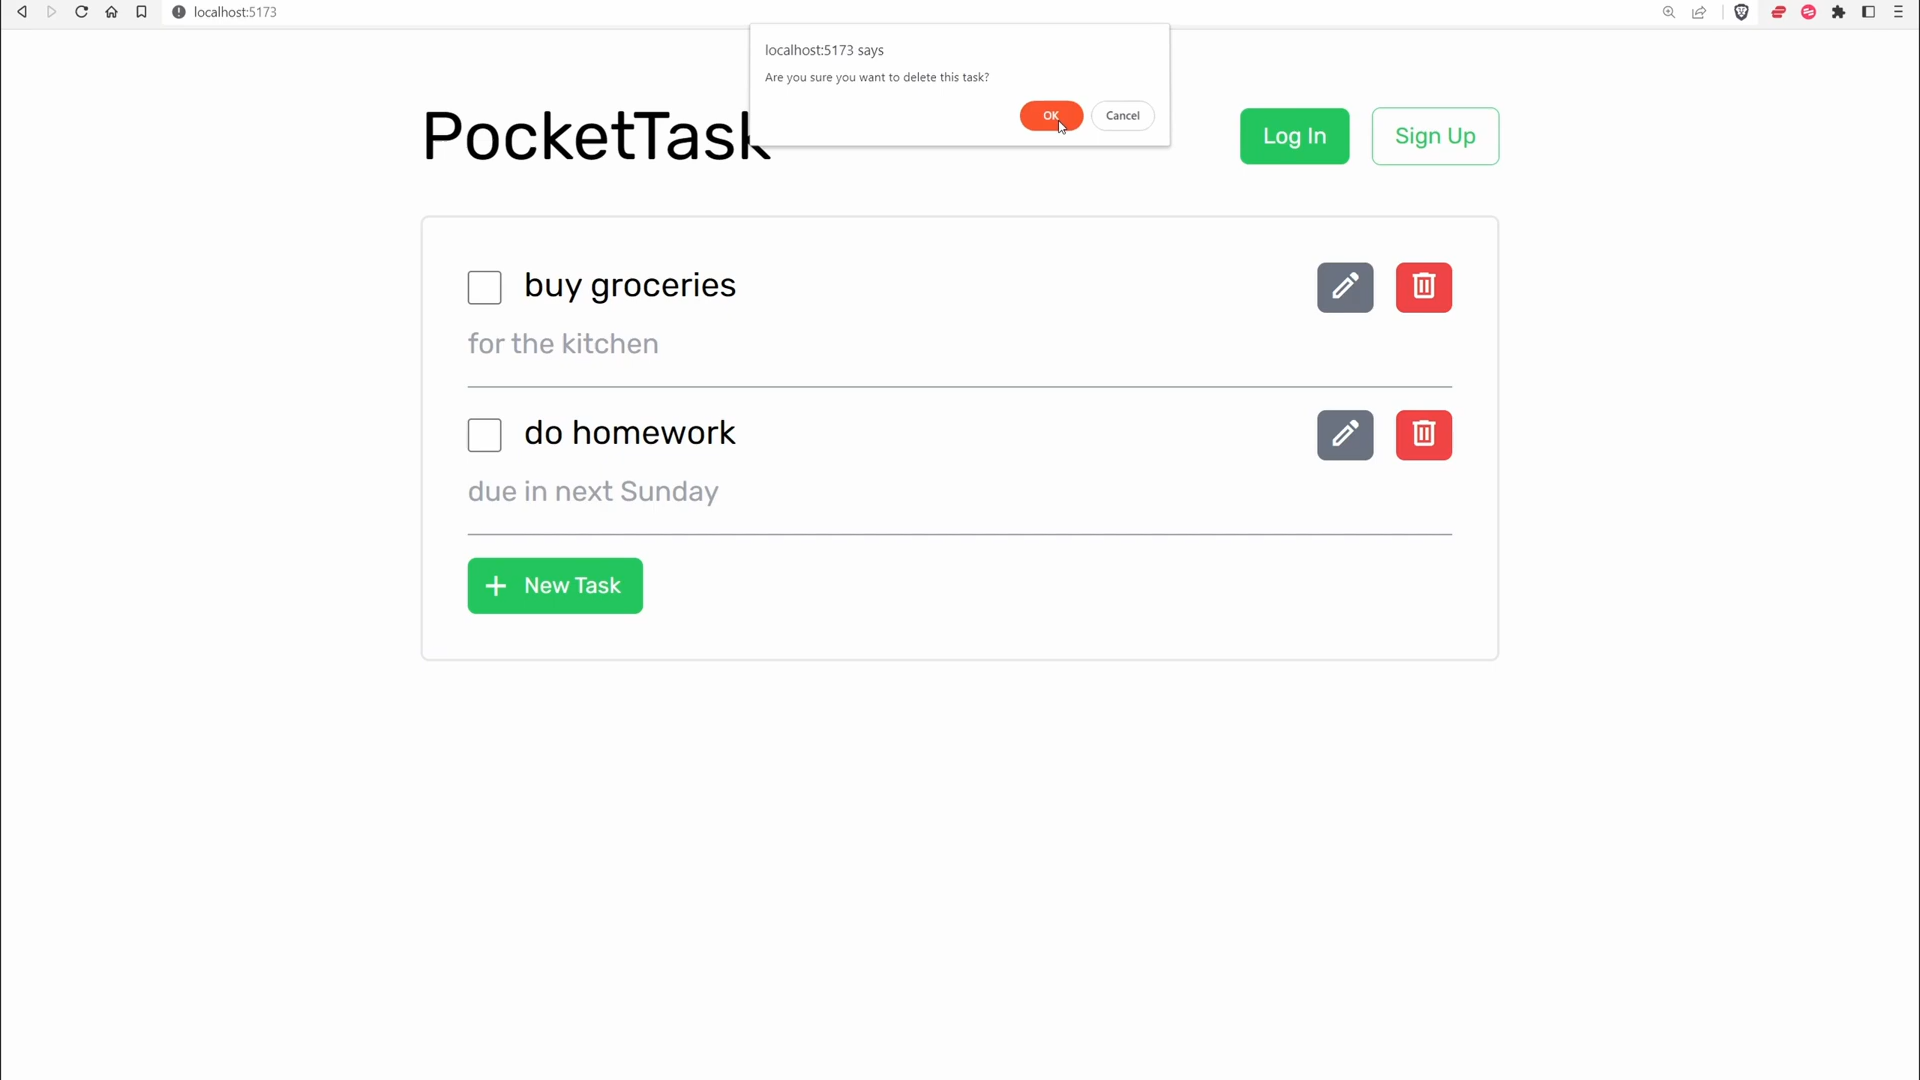 localhost:5173
localhost:5173 says
Are you sure you want to delete this task?
OK
Cancel
PocketTask
Log In
Sign Up
buy groceries
for the kitchen
do homework
due in next Sunday
New Task